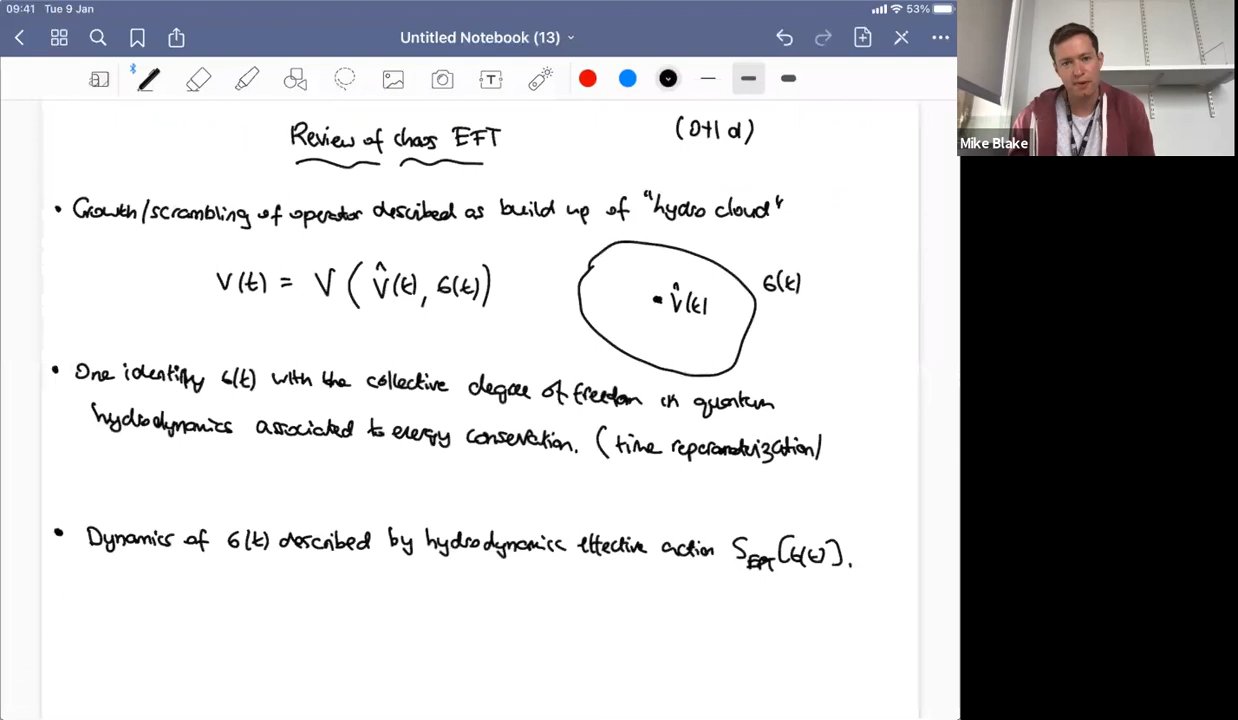 09:41 Tue 9 Jan
53%
Untitled Notebook (13)
Mike Blake
Review of chaos EFT
(0+1 d)
• Growth/scrambling of operator described as build up of "hydro cloud"
V(t) = V ( V̂(t), σ(t) )
V̂(t)
σ(t)
• One identify σ(t) with the collective degree of freedom in quantum
hydrodynamics associated to energy conservation. (time reparametrization)
• Dynamics of σ(t) described by hydrodynamic effective action S_EFT[σ(t)].